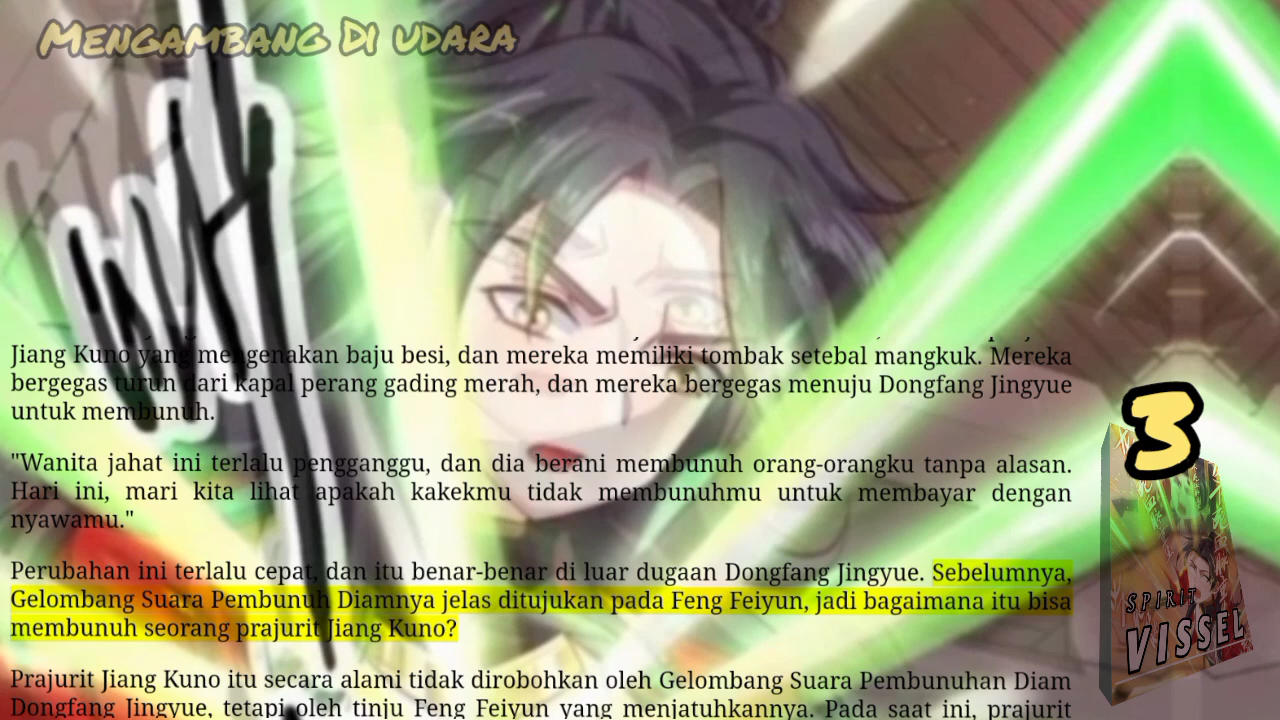 Mengambang Di udara
Jiang Kuno yang mengenakan baju besi, dan mereka memiliki tombak setebal mangkuk. Mereka
bergegas turun dari kapal perang gading merah, dan mereka bergegas menuju Dongfang Jingyue
untuk membunuh.
"Wanita jahat ini terlalu pengganggu, dan dia berani membunuh orang-orangku tanpa alasan.
Hari ini, mari kita lihat apakah kakekmu tidak membunuhmu untuk membayar dengan
nyawamu."
Perubahan ini terlalu cepat, dan itu benar-benar di luar dugaan Dongfang Jingyue. Sebelumnya,
Gelombang Suara Pembunuh Diamnya jelas ditujukan pada Feng Feiyun, jadi bagaimana itu bisa
membunuh seorang prajurit Jiang Kuno?
Prajurit Jiang Kuno itu secara alami tidak dirobohkan oleh Gelombang Suara Pembunuhan Diam
Dongfang Jingyue, tetapi oleh tinju Feng Feiyun yang menjatuhkannya. Pada saat ini, prajurit
3
SPIRIT
VISSEL